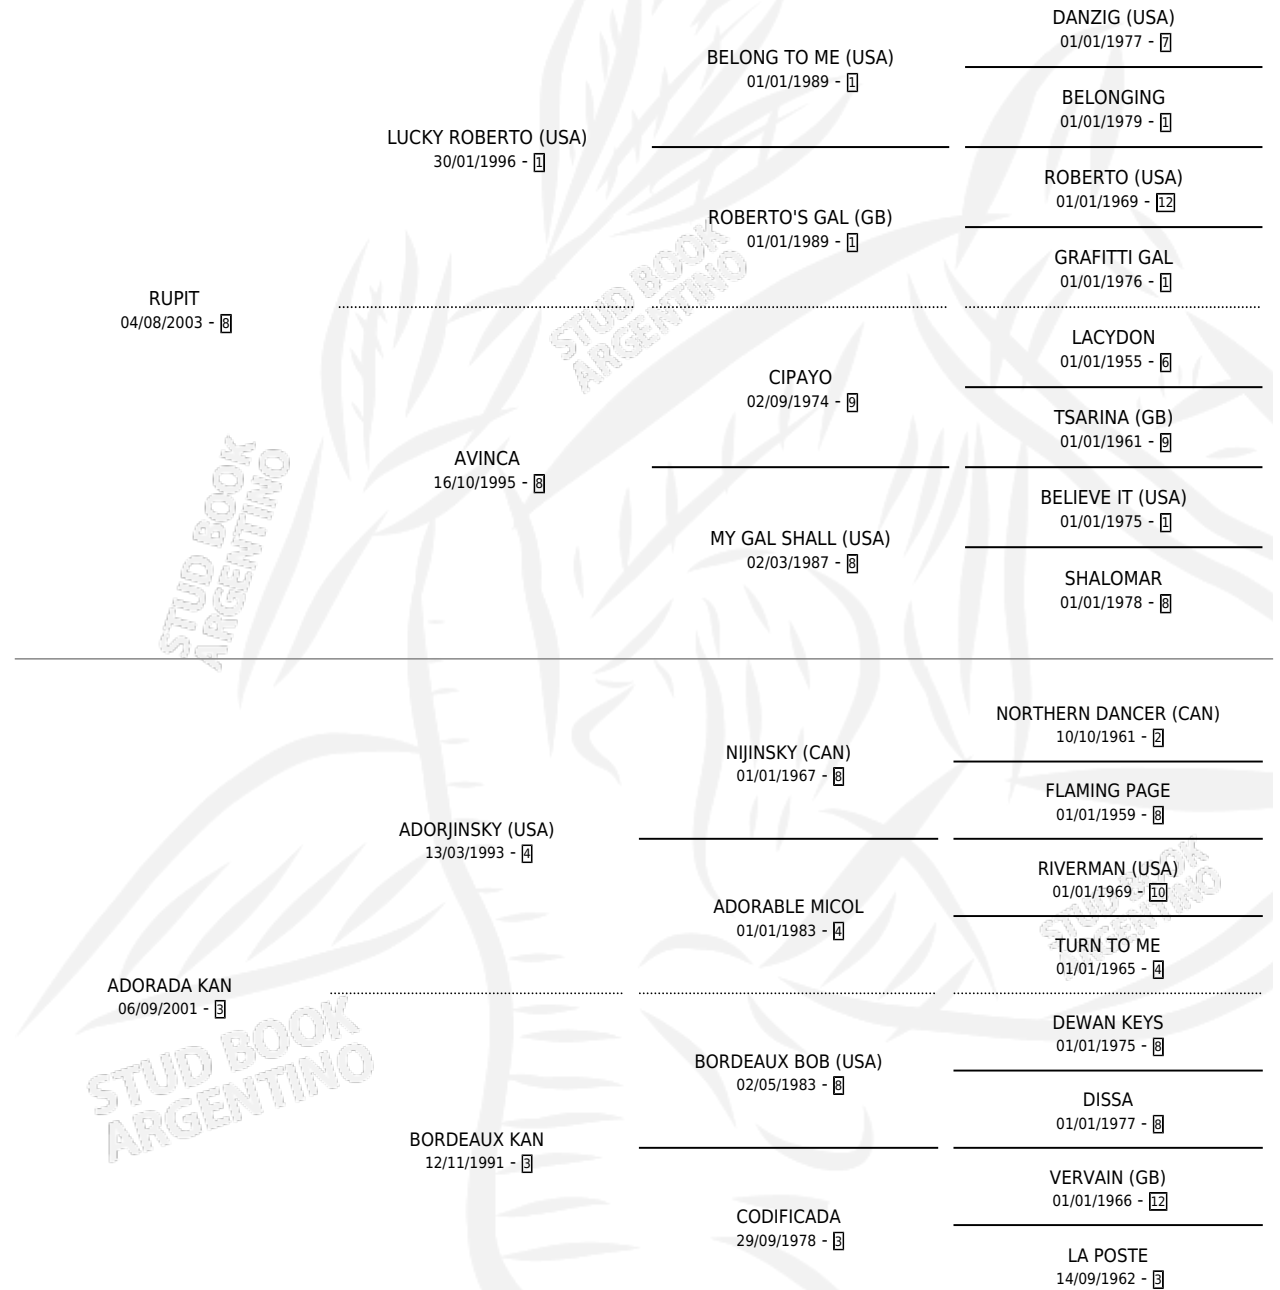 DANZIG (USA)
01/01/1977 - 7
BELONG TO ME (USA)
01/01/1989 - 1
BELONGING
01/01/1979 - 1
LUCKY ROBERTO (USA)
30/01/1996 - 1
ROBERTO (USA)
01/01/1969 - 12
ROBERTO'S GAL (GB)
01/01/1989 - 1
GRAFITTI GAL
01/01/1976 - 1
RUPIT
04/08/2003 - 8
STUD BOOK
ARGENTINO
LACYDON
01/01/1955 - 6
CIPAYO
02/09/1974 - 9
TSARINA (GB)
01/01/1961 - 9
AVINCA
16/10/1995 - 8
BELIEVE IT (USA)
01/01/1975 - 1
MY GAL SHALL (USA)
02/03/1987 - 8
SHALOMAR
01/01/1978 - 8
STUD BOOK
ARGENTINO
NORTHERN DANCER (CAN)
10/10/1961 - 2
NIJINSKY (CAN)
01/01/1967 - 8
FLAMING PAGE
01/01/1959 - 8
ADORJINSKY (USA)
13/03/1993 - 4
RIVERMAN (USA)
01/01/1969 - 10
ADORABLE MICOL
01/01/1983 - 4
STUD BOOK
ARGENTINO
TURN TO ME
01/01/1965 - 4
ADORADA KAN
06/09/2001 - 3
STUD BOOK
ARGENTINO
DEWAN KEYS
01/01/1975 - 8
BORDEAUX BOB (USA)
02/05/1983 - 8
DISSA
01/01/1977 - 8
BORDEAUX KAN
12/11/1991 - 3
VERVAIN (GB)
01/01/1966 - 12
CODIFICADA
29/09/1978 - 3
LA POSTE
14/09/1962 - 3